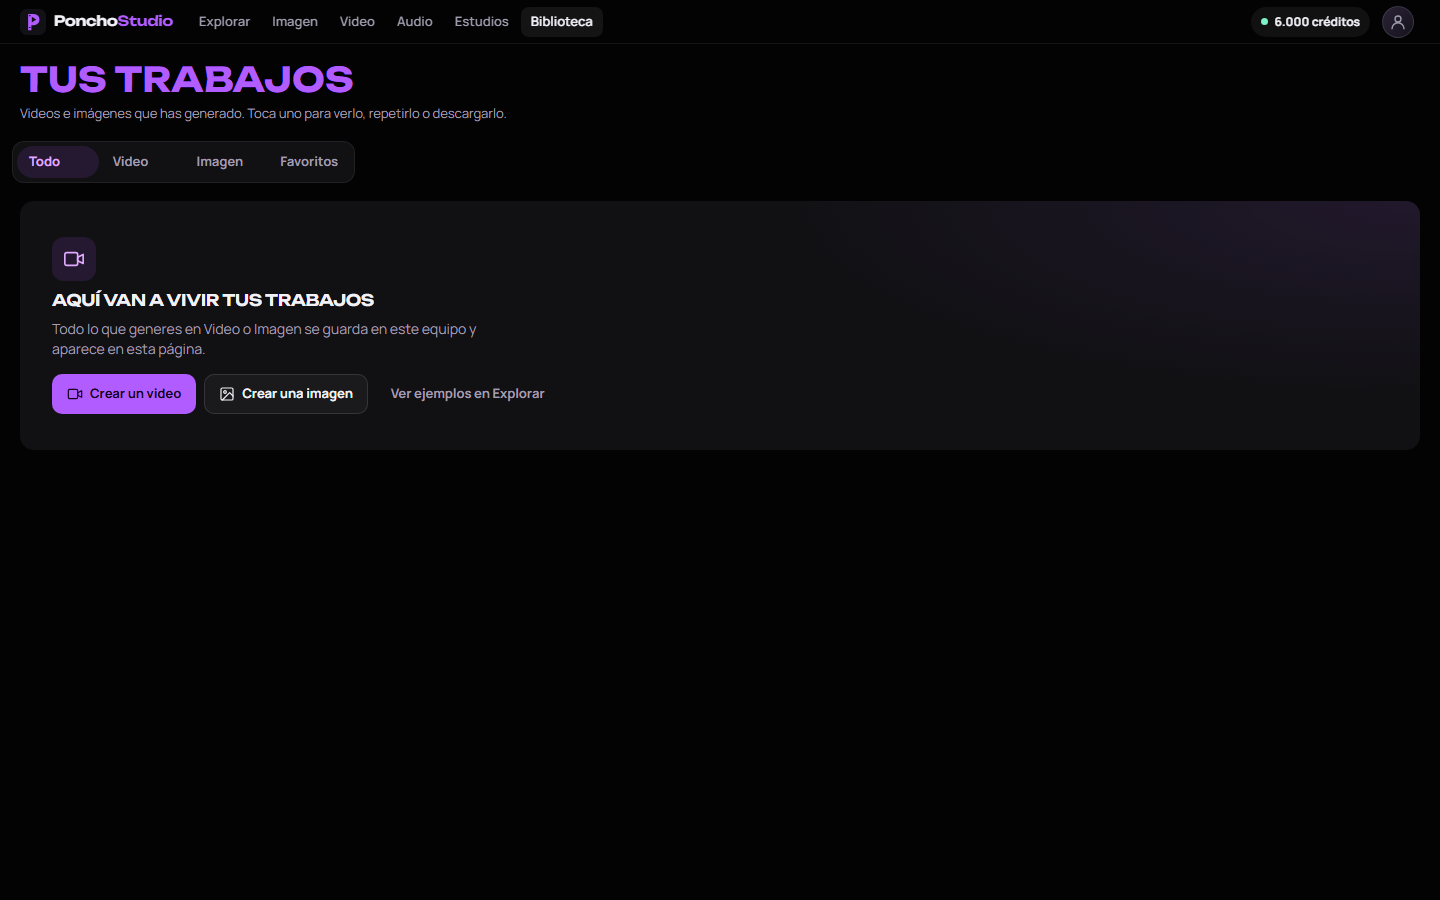 PonchoStudio Explorar Imagen Video Audio Estudios Biblioteca 6.000 créditos
TUS TRABAJOS
Videos e imágenes que has generado. Toca uno para verlo, repetirlo o descargarlo.
Todo Video Imagen Favoritos
AQUÍ VAN A VIVIR TUS TRABAJOS
Todo lo que generes en Video o Imagen se guarda en este equipo y
aparece en esta página.
Crear un video Crear una imagen Ver ejemplos en Explorar